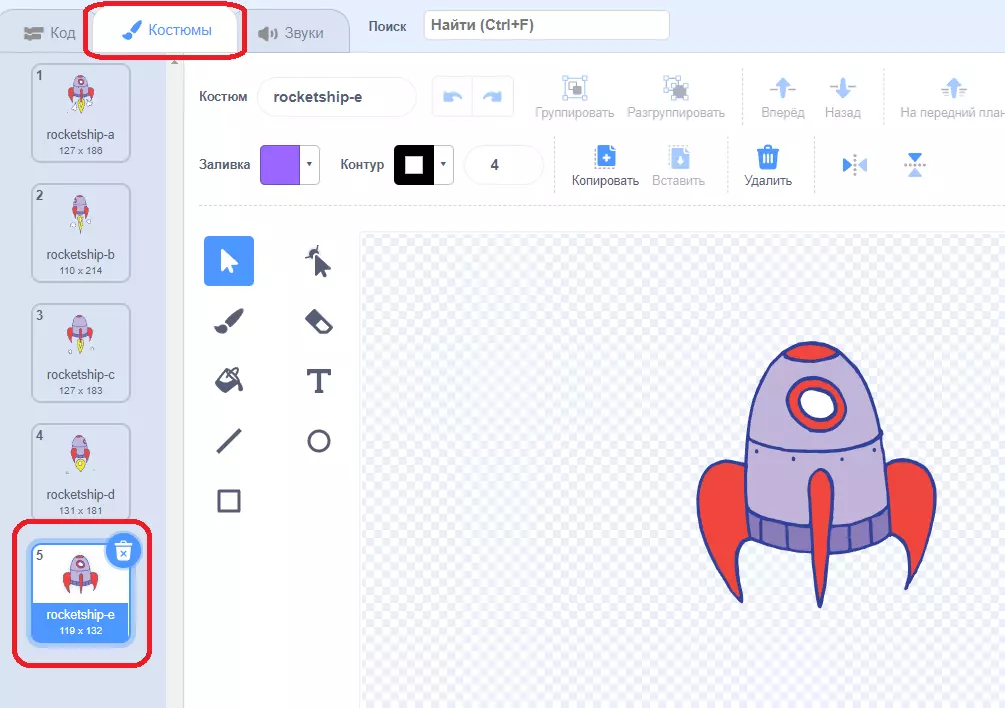 Код
Костюмы
Звуки
Поиск
Найти (Ctrl+F)
1
rocketship-a
127 x 186
2
rocketship-b
110 x 214
3
rocketship-c
127 x 183
4
rocketship-d
131 x 181
5
rocketship-e
119 x 132
Костюм
rocketship-e
Группировать
Разгруппировать
Вперёд
Назад
На передний план
Заливка
Контур
4
Копировать
Вставить
Удалить
T